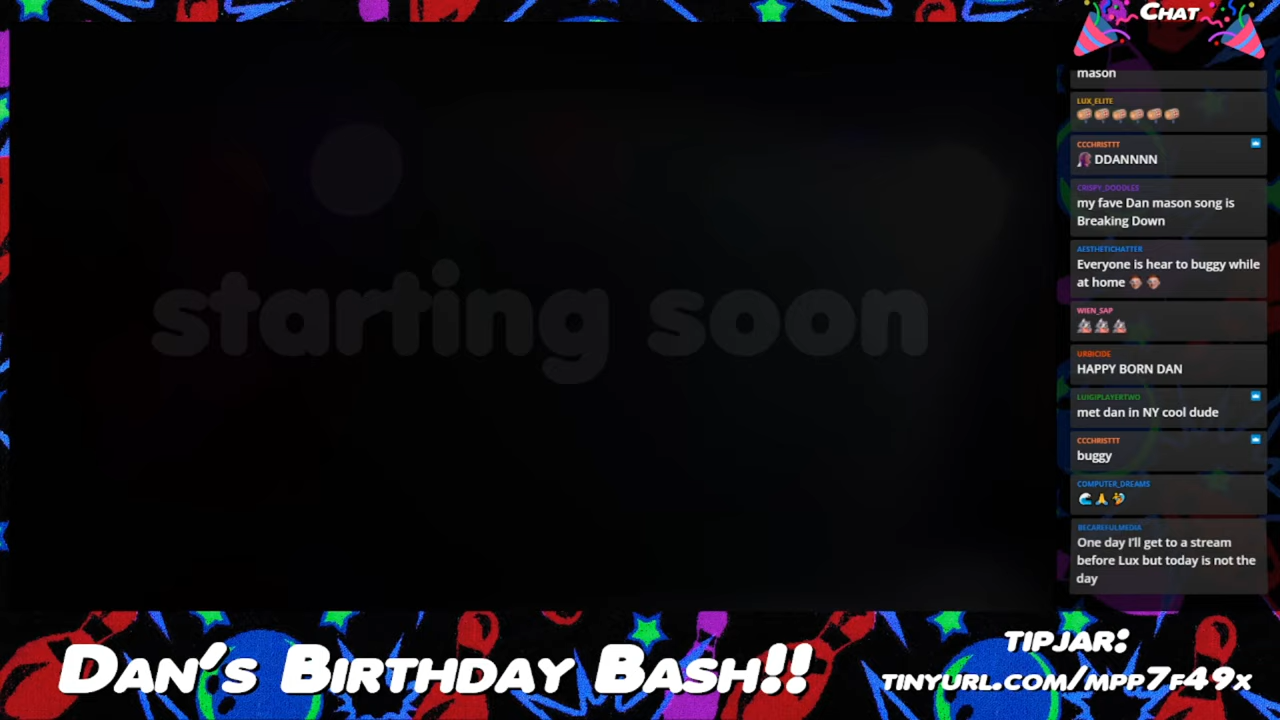 CHAT
mason
LUX_ELITE
CCCHRISTTT
DDANNNN
CRISPY_DOODLES
my fave Dan mason song is
Breaking Down
AESTHETICHATTER
Everyone is hear to buggy while
at home
WIEN_SAP
URBICIDE
HAPPY BORN DAN
LUIGIPLAYERTWO
met dan in NY cool dude
CCCHRISTTT
buggy
COMPUTER_DREAMS
🌊🙏🏄
BECAREFULMEDIA
One day I'll get to a stream
before Lux but today is not the
day
starting soon
DAN'S BIRTHDAY BASH!!
TIPJAR:
TINYURL.COM/MPP7F49X